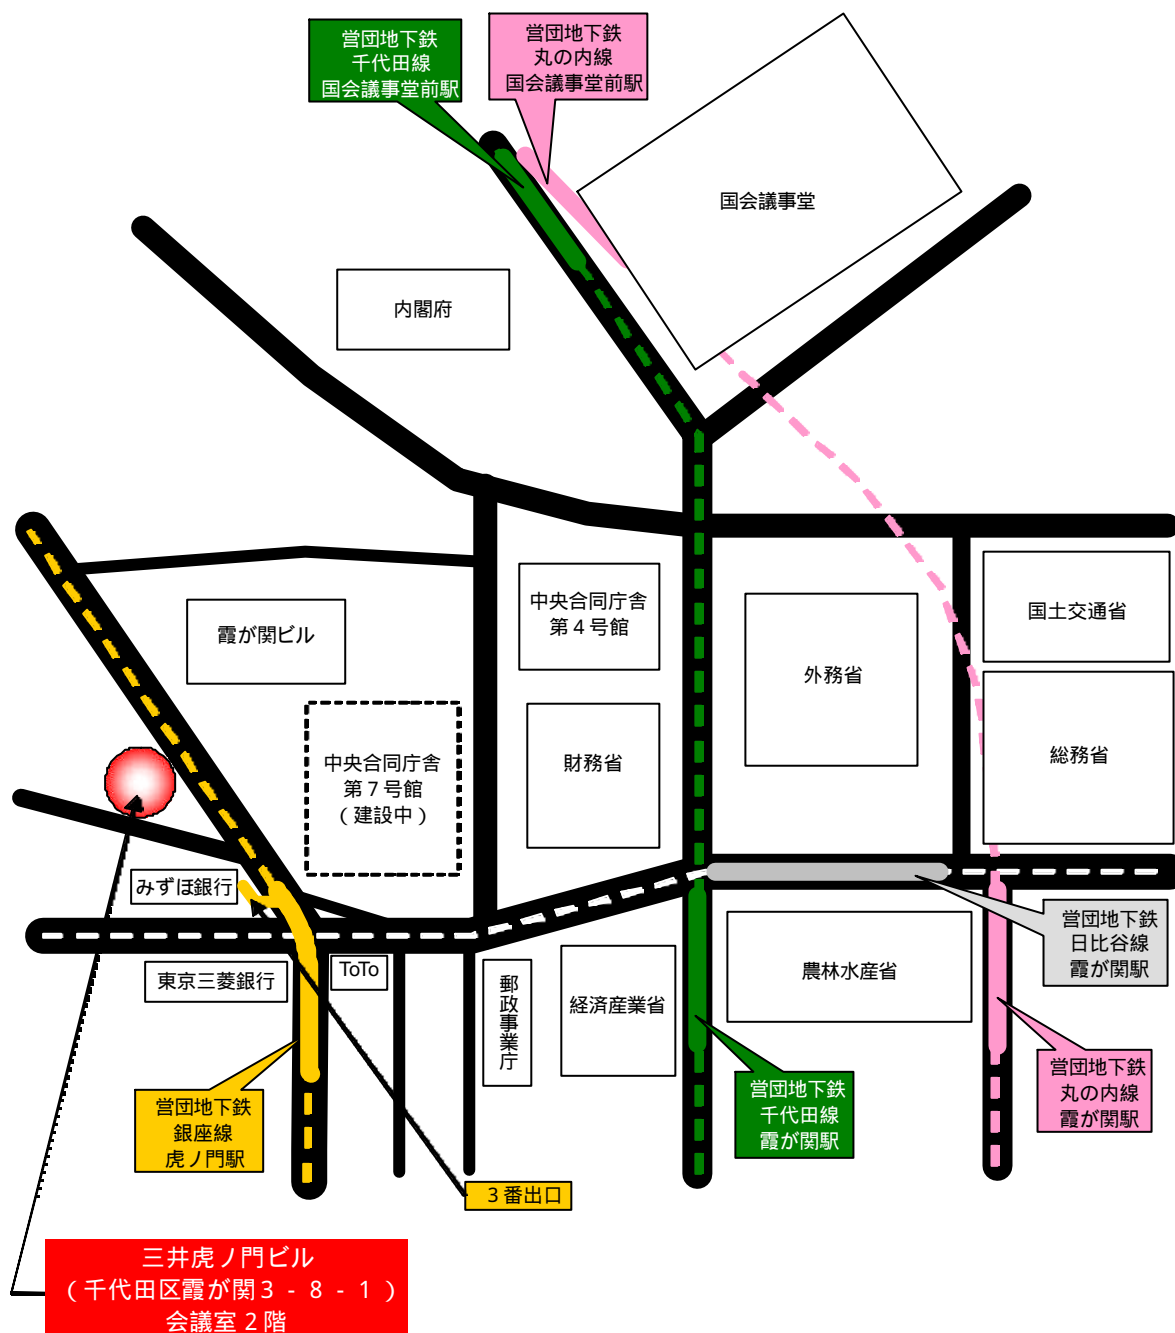 営団地下鉄
千代田線
国会議事堂前駅
営団地下鉄
丸の内線
国会議事堂前駅
国会議事堂
内閣府
中央合同庁舎
第４号館
国土交通省
霞が関ビル
外務省
財務省
総務省
中央合同庁舎
第７号館
（建設中）
みずほ銀行
営団地下鉄
日比谷線
霞が関駅
東京三菱銀行
ToTo
郵政事業庁
経済産業省
農林水産省
営団地下鉄
銀座線
虎ノ門駅
営団地下鉄
千代田線
霞が関駅
営団地下鉄
丸の内線
霞が関駅
３番出口
三井虎ノ門ビル
（千代田区霞が関３－８－１）
会議室２階